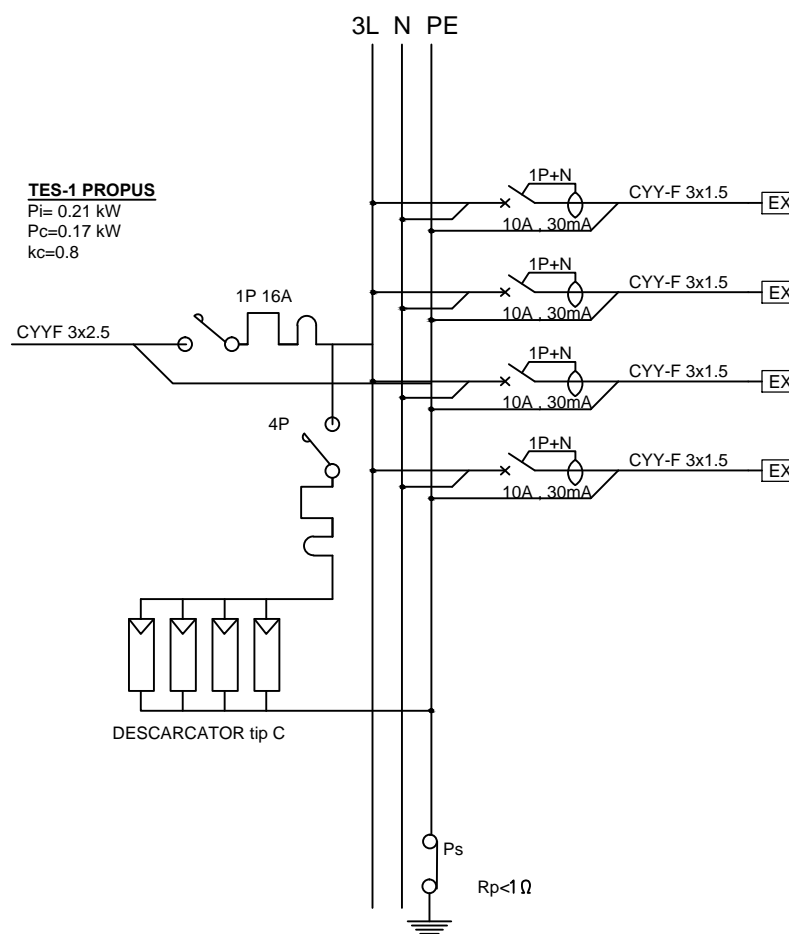 3L N PE
TES-1 PROPUS
Pi= 0.21 kW
Pc=0.17 kW
kc=0.8
1P+N
CYY-F 3x1.5
EX
10A , 30mA
1P+N
CYY-F 3x1.5
EX
10A , 30mA
1P 16A
CYYF 3x2.5
1P+N
CYY-F 3x1.5
EX
10A , 30mA
4P
1P+N
CYY-F 3x1.5
EX
10A , 30mA
DESCARCATOR tip C
Ps
Rp<1Ω